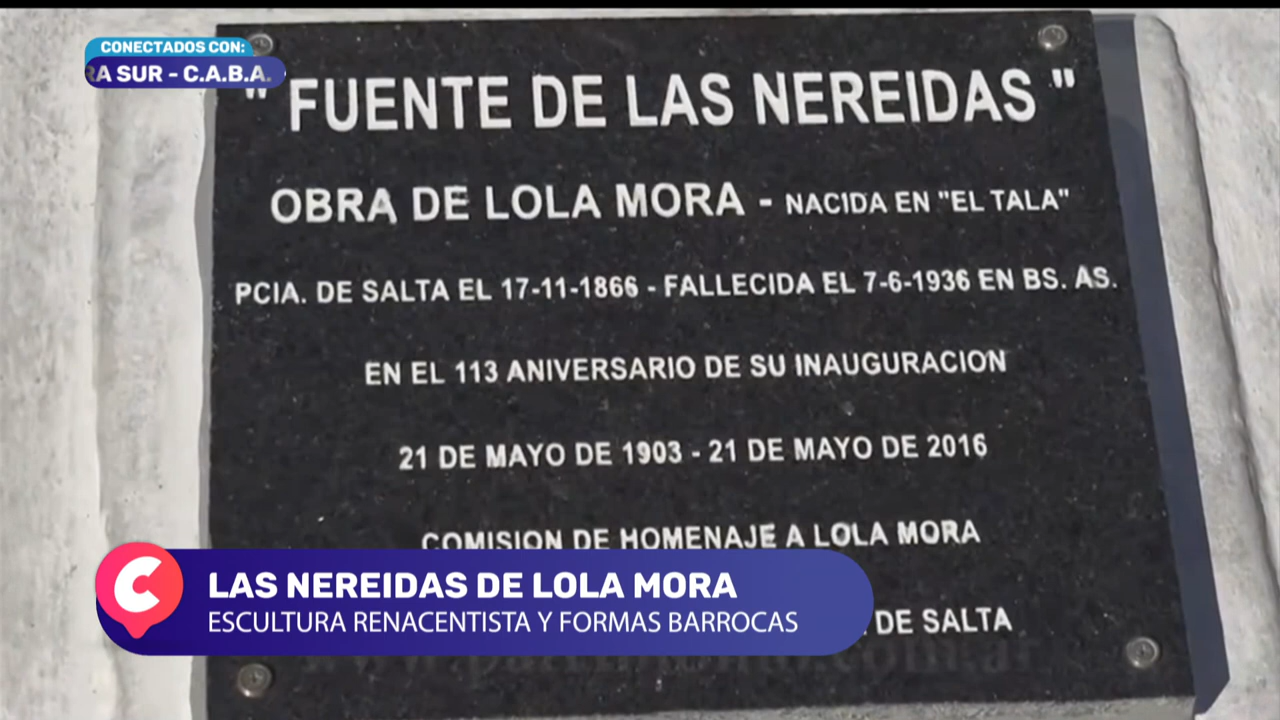 CONECTADOS CON:
RA SUR - C.A.B.A.
" FUENTE DE LAS NEREIDAS "
OBRA DE LOLA MORA - NACIDA EN "EL TALA"
PCIA. DE SALTA EL 17-11-1866 - FALLECIDA EL 7-6-1936 EN BS. AS.
EN EL 113 ANIVERSARIO DE SU INAUGURACION
21 DE MAYO DE 1903 - 21 DE MAYO DE 2016
COMISION DE HOMENAJE A LOLA MORA
DE SALTA
C
LAS NEREIDAS DE LOLA MORA
ESCULTURA RENACENTISTA Y FORMAS BARROCAS